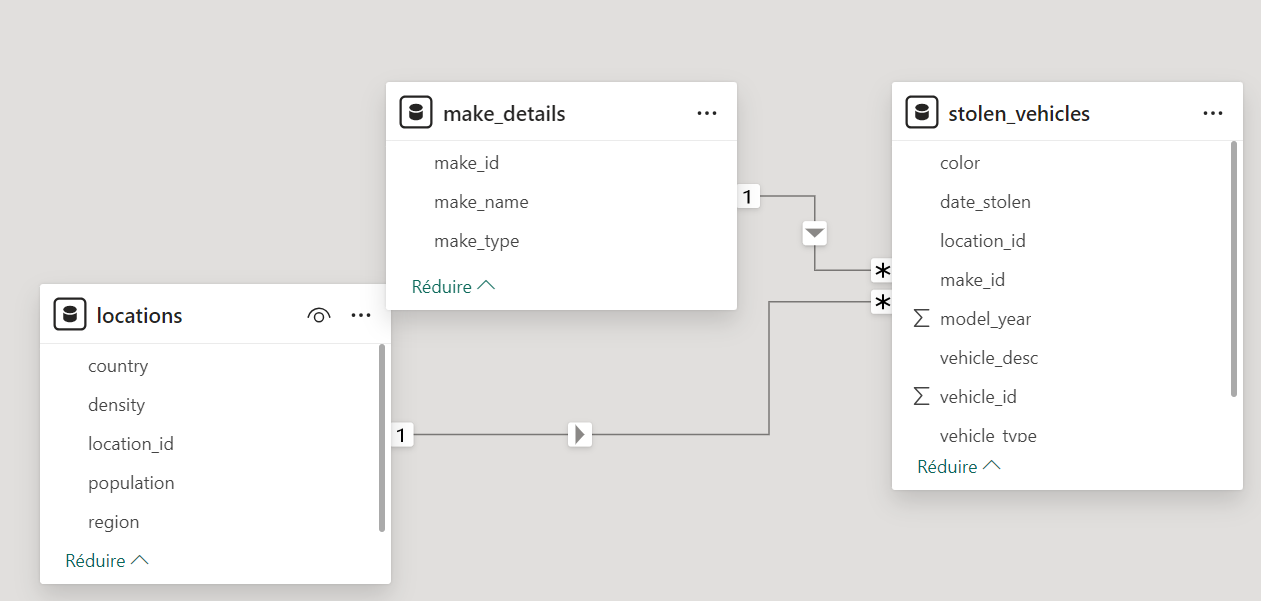 make_details
make_id
make_name
make_type
Réduire
1
stolen_vehicles
color
date_stolen
location_id
make_id
model_year
vehicle_desc
vehicle_id
vehicle_type
Réduire
*
*
locations
country
density
location_id
population
region
Réduire
1